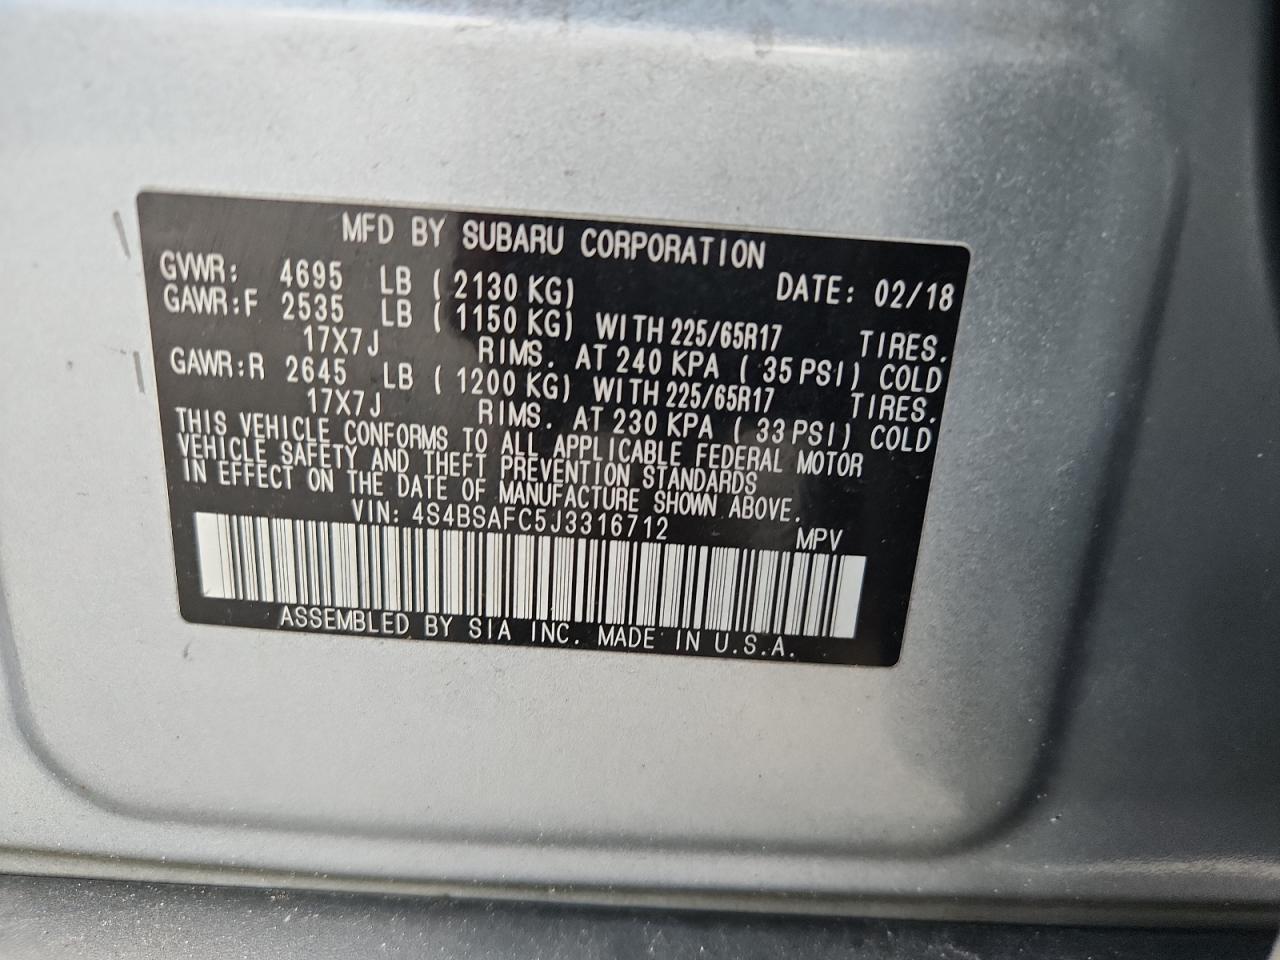 MFD BY SUBARU CORPORATION
GVWR: 4695 LB ( 2130 KG) DATE: 02/18
GAWR:F 2535 LB ( 1150 KG) WITH 225/65R17 TIRES.
17X7J RIMS. AT 240 KPA ( 35 PSI) COLD
GAWR:R 2645 LB ( 1200 KG) WITH 225/65R17 TIRES.
17X7J RIMS. AT 230 KPA ( 33 PSI) COLD
THIS VEHICLE CONFORMS TO ALL APPLICABLE FEDERAL MOTOR
VEHICLE SAFETY AND THEFT PREVENTION STANDARDS
IN EFFECT ON THE DATE OF MANUFACTURE SHOWN ABOVE.
VIN: 4S4BSAFC5J3316712 MPV
ASSEMBLED BY SIA INC. MADE IN U.S.A.